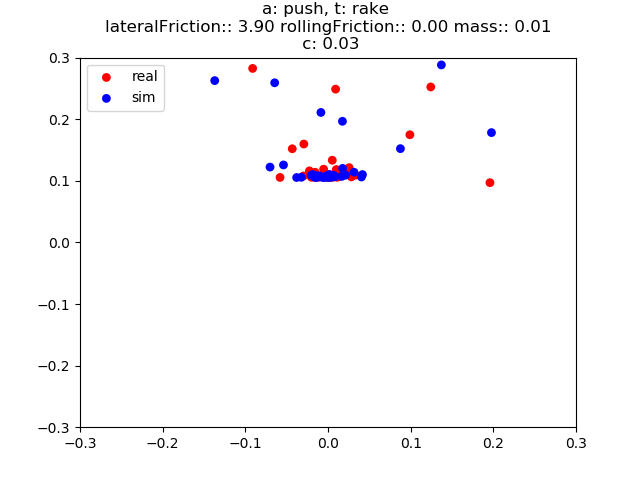 a: push, t: rake
lateralFriction:: 3.90 rollingFriction:: 0.00 mass:: 0.01
c: 0.03
real
sim
0.3
0.2
0.1
0.0
−0.1
−0.2
−0.3
−0.3 −0.2 −0.1 0.0 0.1 0.2 0.3